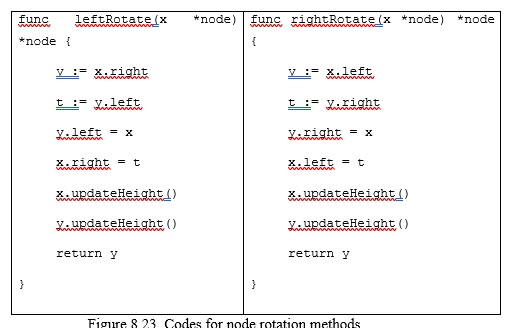 func leftRotate(x *node)
*node {
y := x.right
t := y.left
y.left = x
x.right = t
x.updateHeight()
y.updateHeight()
return y
}
func rightRotate(x *node) *node
{
y := x.left
t := y.right
y.right = x
x.left = t
x.updateHeight()
y.updateHeight()
return y
}
Figure 8.23. Codes for node rotation methods